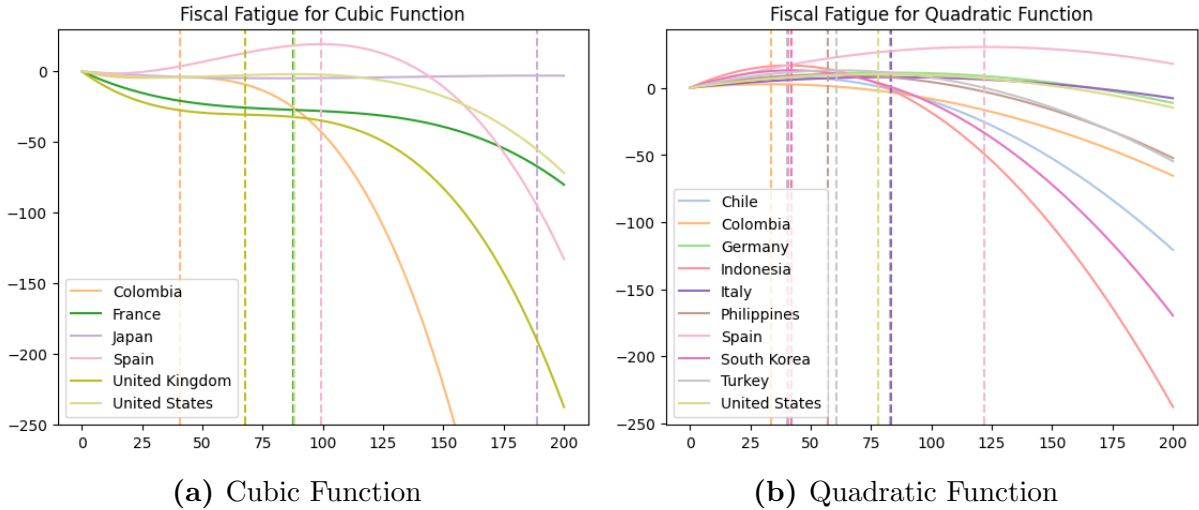 Fiscal Fatigue for Cubic Function
0
−50
−100
−150
−200
−250
0
25
50
75
100
125
150
175
200
Colombia
France
Japan
Spain
United Kingdom
United States
(a) Cubic Function
Fiscal Fatigue for Quadratic Function
0
−50
−100
−150
−200
−250
0
25
50
75
100
125
150
175
200
Chile
Colombia
Germany
Indonesia
Italy
Philippines
Spain
South Korea
Turkey
United States
(b) Quadratic Function